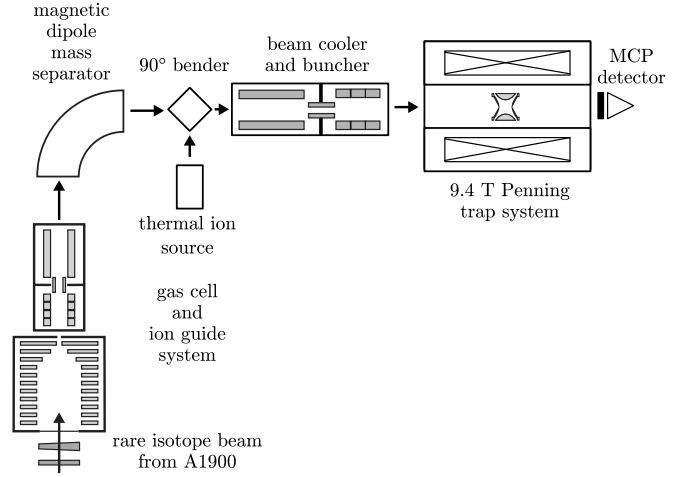 magnetic
dipole
mass
separator
90° bender
beam cooler
and buncher
MCP
detector
thermal ion
source
9.4 T Penning
trap system
gas cell
and
ion guide
system
rare isotope beam
from A1900